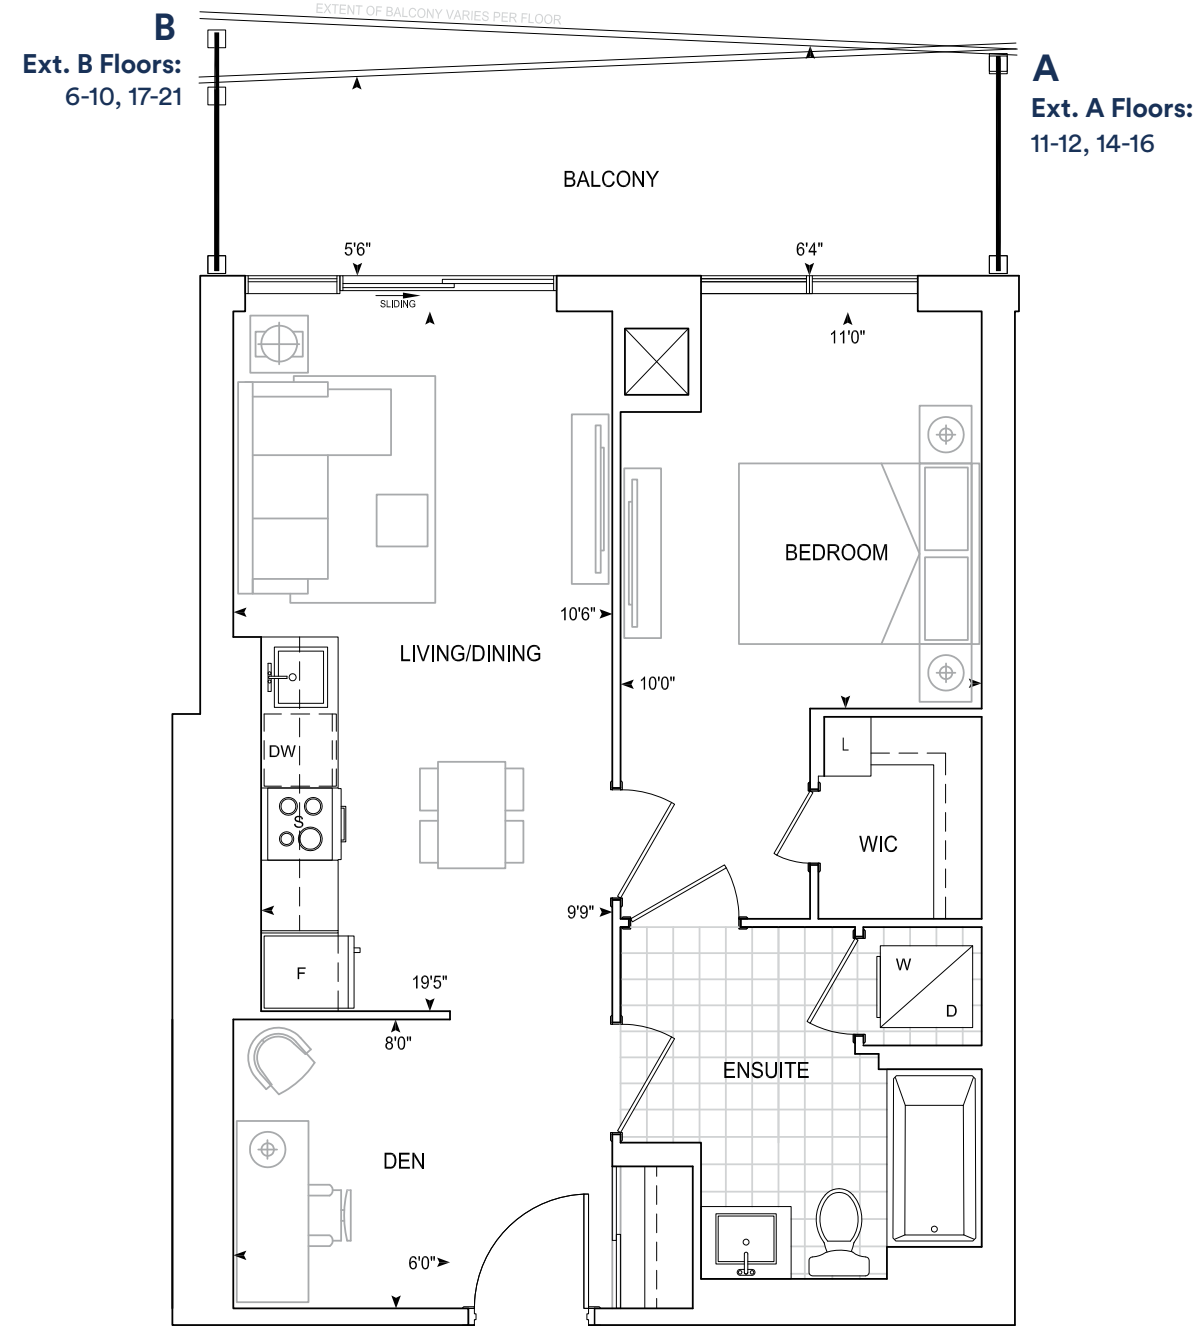 EXTENT OF BALCONY VARIES PER FLOOR
B
Ext. B Floors:
6-10, 17-21
A
Ext. A Floors:
11-12, 14-16
BALCONY
5'6"
6'4"
SLIDING
11'0"
BEDROOM
10'6"
LIVING/DINING
10'0"
DW
L
S
WIC
9'9"
F
19'5"
W
D
8'0"
ENSUITE
DEN
6'0"